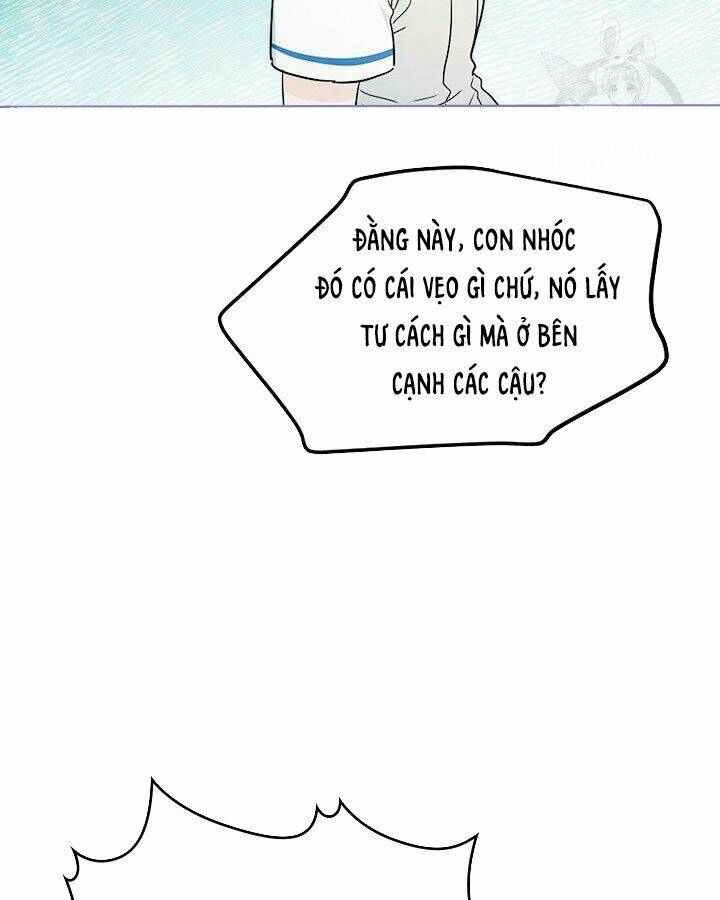 ĐẰNG NÀY, CON NHÓC
ĐÓ CÓ CÁI VẸO GÌ CHỨ, NÓ LẤY
TƯ CÁCH GÌ MÀ Ở BÊN
CẠNH CÁC CẬU?